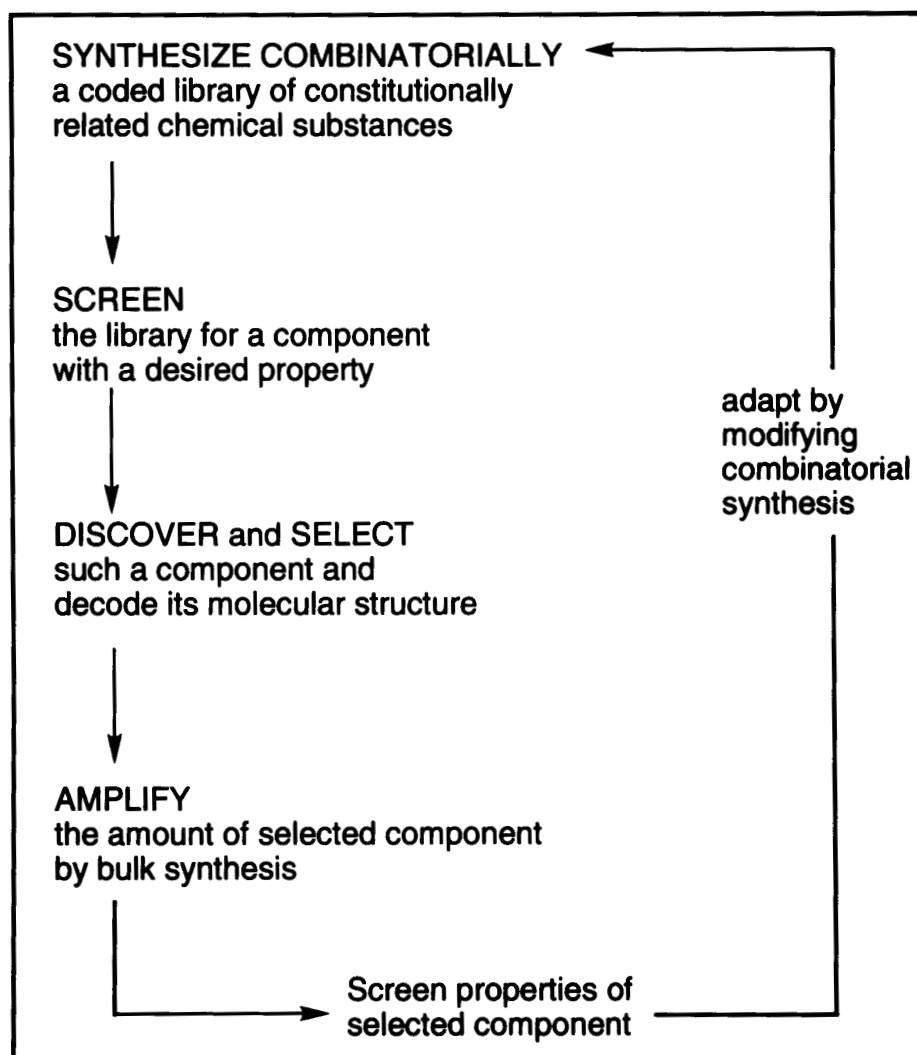 SYNTHESIZE COMBINATORIALLY
a coded library of constitutionally
related chemical substances
SCREEN
the library for a component
with a desired property
DISCOVER and SELECT
such a component and
decode its molecular structure
AMPLIFY
the amount of selected component
by bulk synthesis
Screen properties of
selected component
adapt by
modifying
combinatorial
synthesis